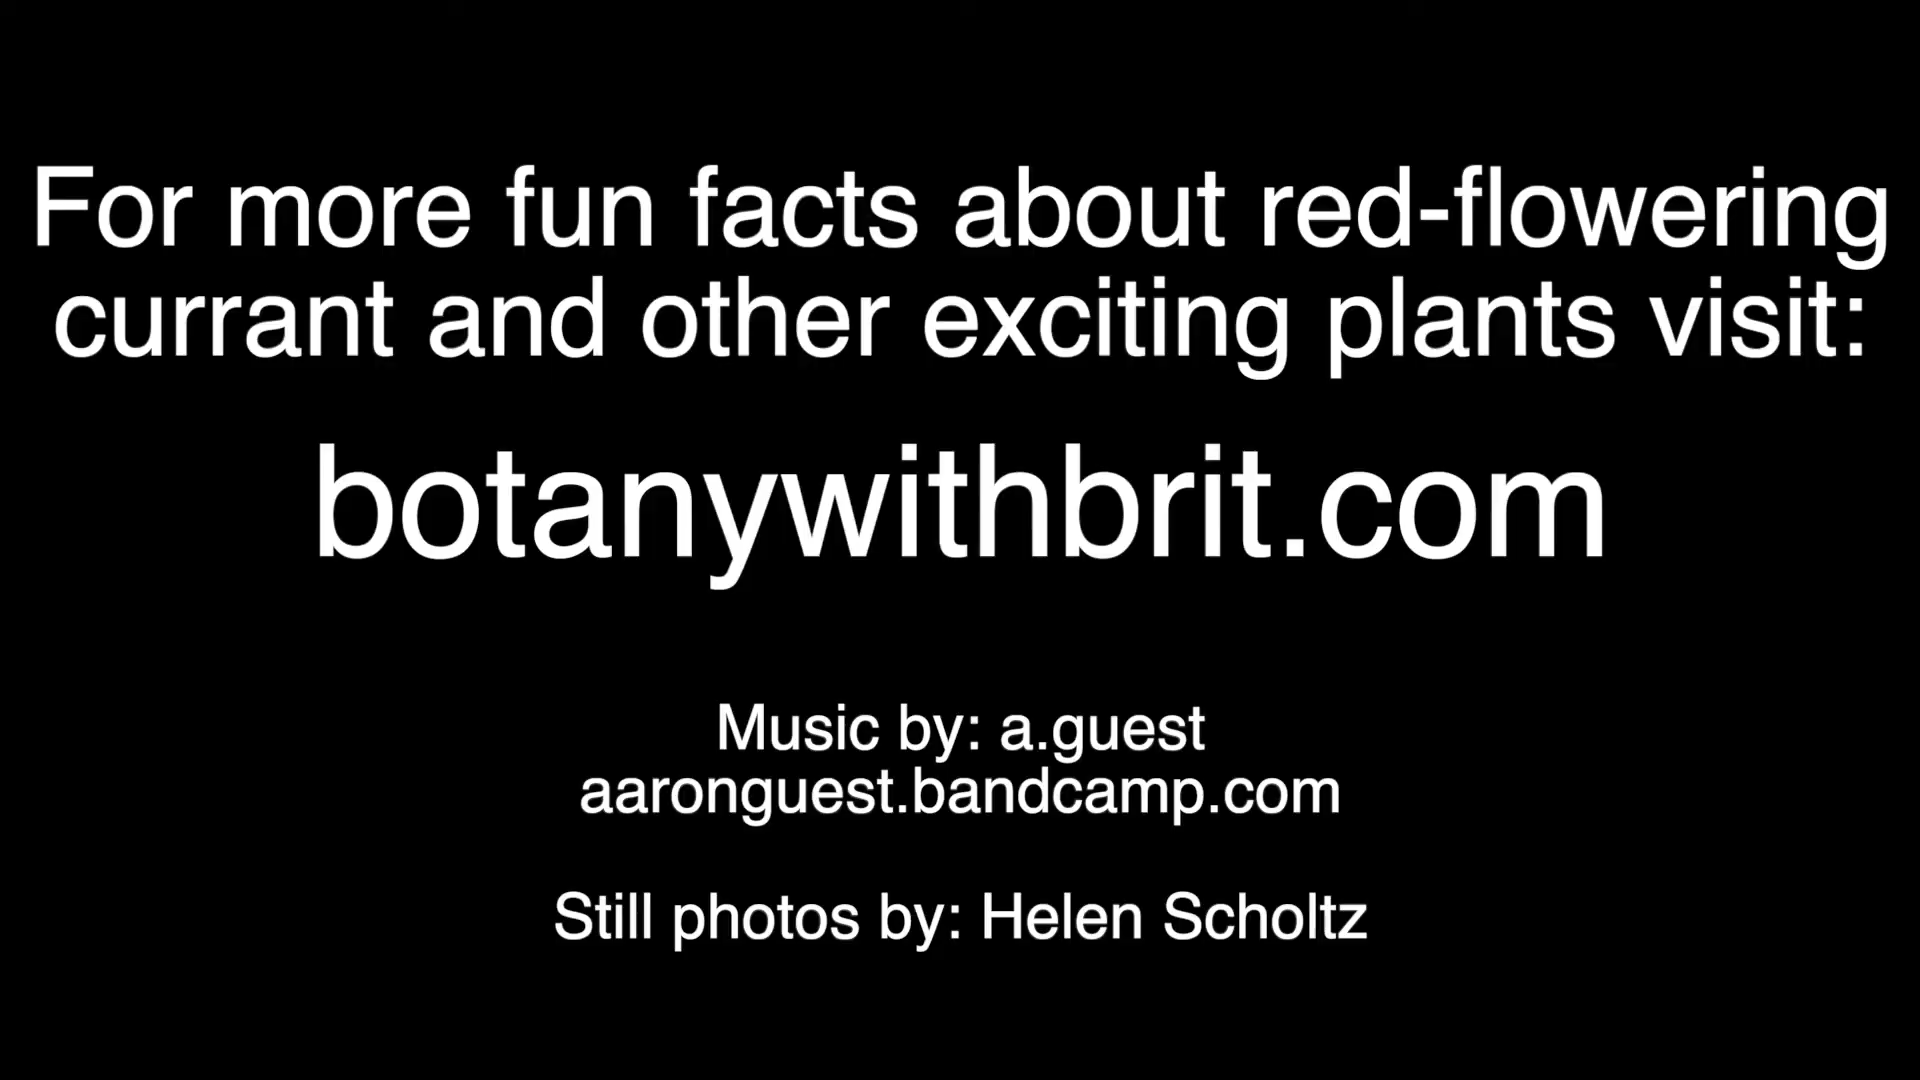 For more fun facts about red-flowering
currant and other exciting plants visit:
botanywithbrit.com
Music by: a.guest
aaronguest.bandcamp.com
Still photos by: Helen Scholtz